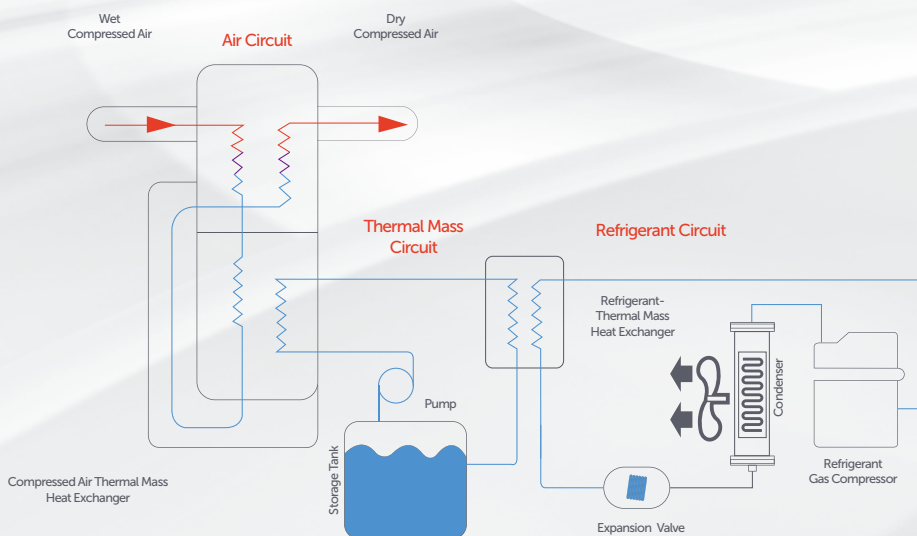 Wet
Compressed Air
Dry
Compressed Air
Air Circuit
Thermal Mass
Circuit
Refrigerant Circuit
Refrigerant-
Thermal Mass
Heat Exchanger
Condenser
Pump
Storage Tank
Refrigerant
Gas Compressor
Compressed Air Thermal Mass
Heat Exchanger
Expansion Valve